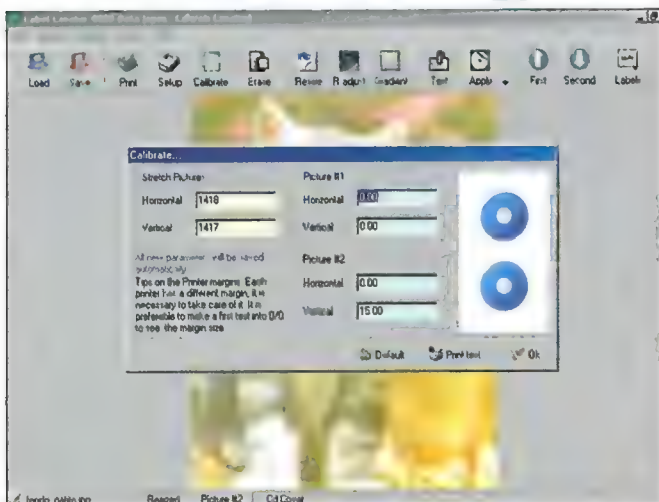 Load Save Print Setup Calibrate Erase Resize R adjust Gradient Text Apply First Second Labels
Calibrate...
Stretch Picture
Horizontal 1418
Vertical 1417
Picture #1
Horizontal 0.00
Vertical 0.00
Picture #2
Horizontal 0.00
Vertical 15.00
All new parameter will be saved
automatically
Tips on the Printer margins. Each
printer has a different margin, it is
necessary to take care of it. It is
preferable to make a first test into 0/0
to see the margin size
Default Print test Ok
Picture #2 Cd Cover